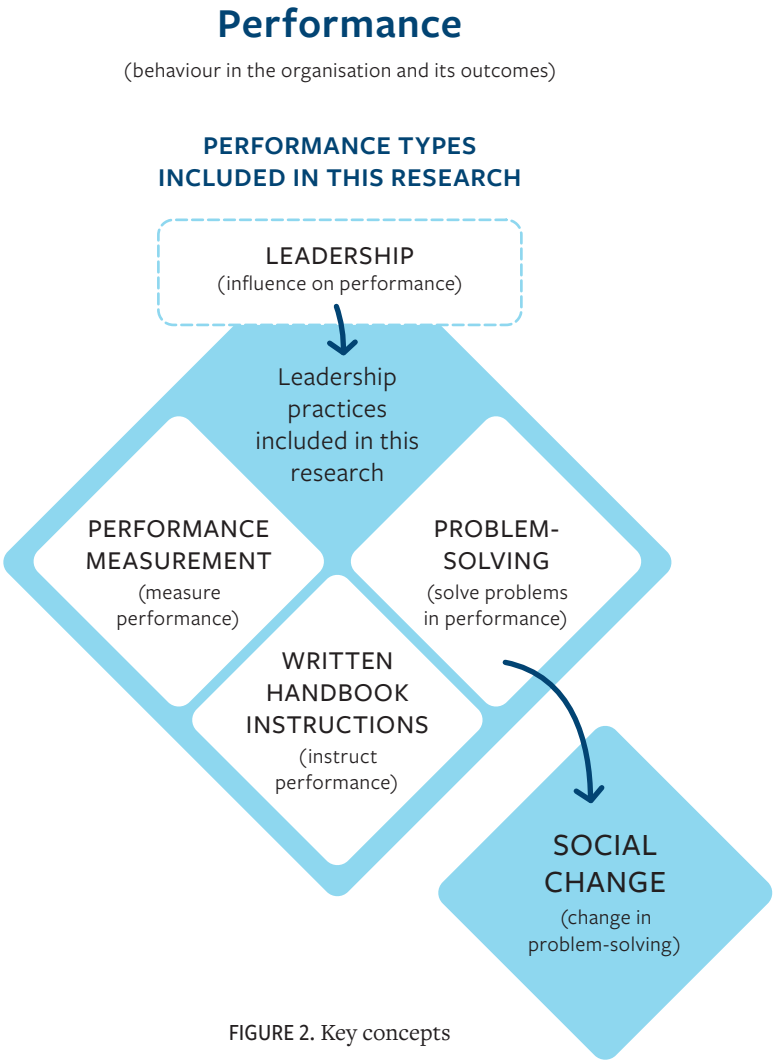 Performance
(behaviour in the organisation and its outcomes)
PERFORMANCE TYPES
INCLUDED IN THIS RESEARCH
LEADERSHIP
(influence on performance)
Leadership
practices
included in this
research
PERFORMANCE
MEASUREMENT
(measure
performance)
PROBLEM-
SOLVING
(solve problems
in performance)
WRITTEN
HANDBOOK
INSTRUCTIONS
(instruct
performance)
SOCIAL
CHANGE
(change in
problem-solving)
FIGURE 2. Key concepts